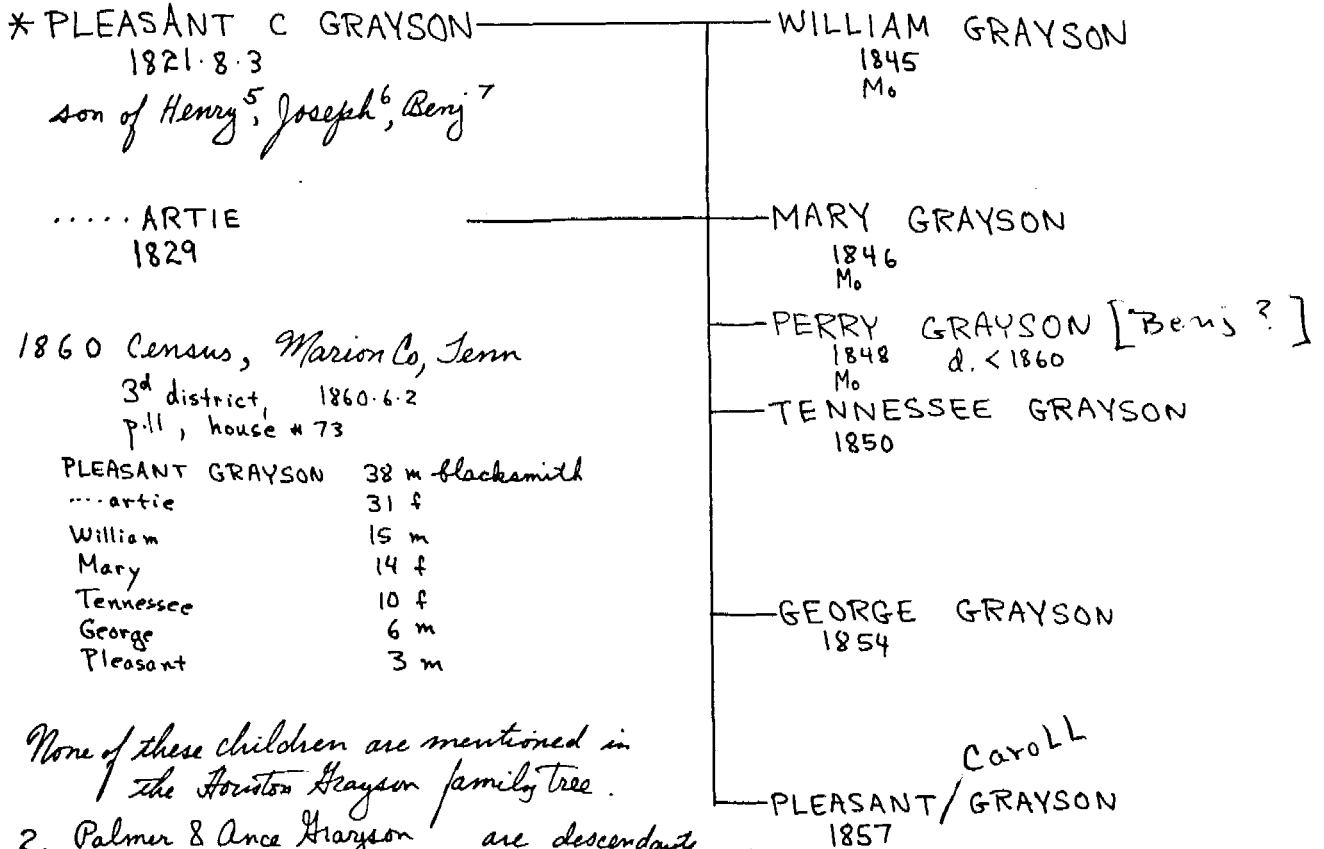 * PLEASANT C GRAYSON
1821.8.3
son of Henry⁵, Joseph⁶, Benj⁷
..... ARTIE
1829
1860 Census, Marion Co, Tenn
3d district, 1860.6.2
p.11, house # 73
PLEASANT GRAYSON 38 m blacksmith
.... artie 31 f
William 15 m
Mary 14 f
Tennessee 10 f
George 6 m
Pleasant 3 m
None of these children are mentioned in
the Houston Grayson family Tree.
2. Palmer & Ance Grayson are descendants
WILLIAM GRAYSON
1845
Mo
MARY GRAYSON
1846
Mo
PERRY GRAYSON [Benj ?]
1848 d. < 1860
Mo
TENNESSEE GRAYSON
1850
GEORGE GRAYSON
1854
CaroLL
PLEASANT / GRAYSON
1857